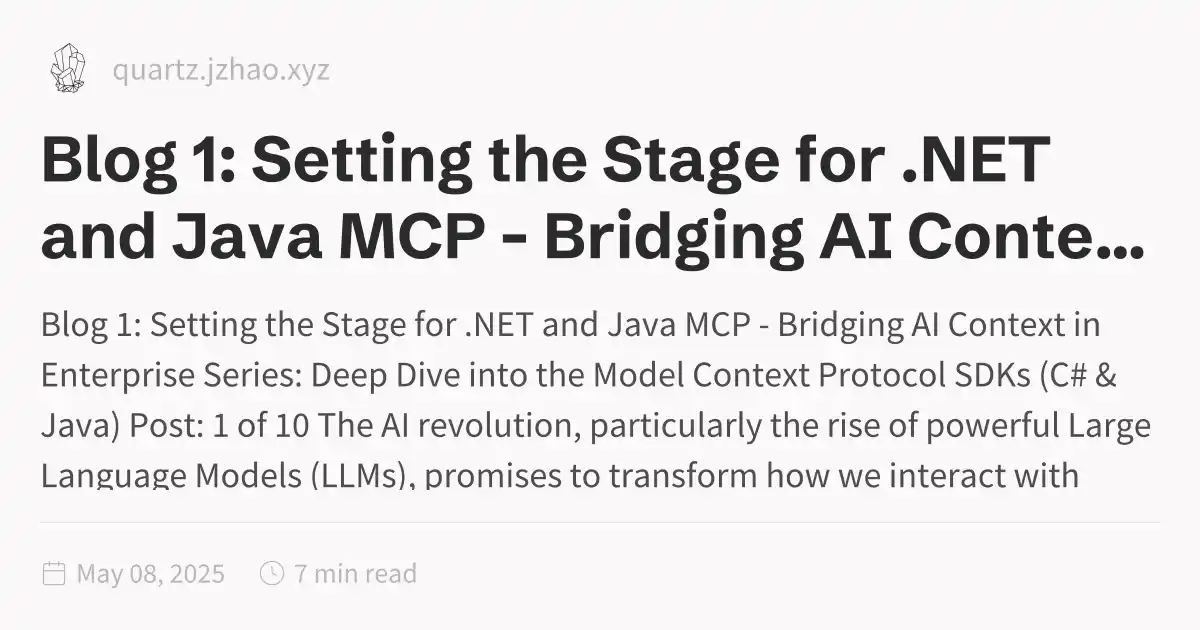 quartz.jzhao.xyz
Blog 1: Setting the Stage for .NET
and Java MCP - Bridging AI Conte...
Blog 1: Setting the Stage for .NET and Java MCP - Bridging AI Context in
Enterprise Series: Deep Dive into the Model Context Protocol SDKs (C# &
Java) Post: 1 of 10 The AI revolution, particularly the rise of powerful Large
Language Models (LLMs), promises to transform how we interact with
May 08, 2025
7 min read